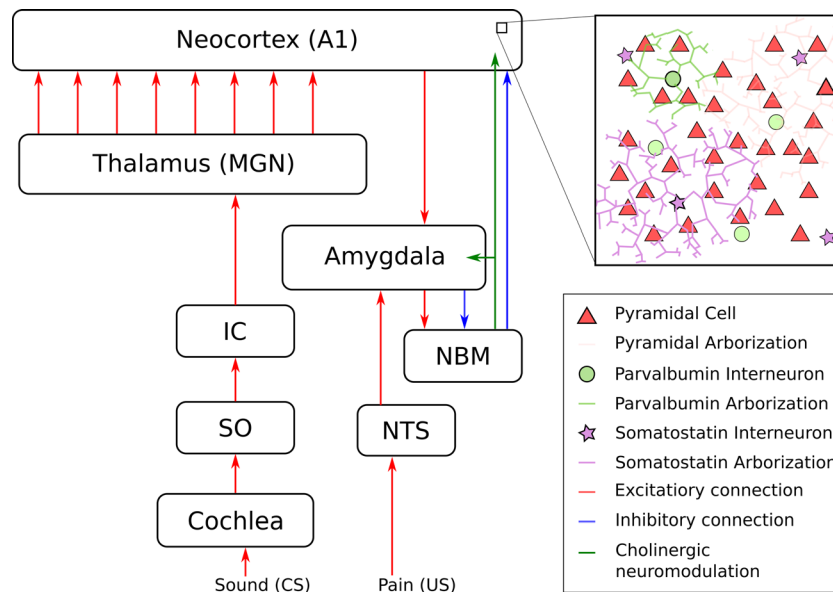 Neocortex (A1)
Thalamus (MGN)
Amygdala
IC
NBM
SO
NTS
Cochlea
Sound (CS)
Pain (US)
Pyramidal Cell
Pyramidal Arborization
Parvalbumin Interneuron
Parvalbumin Arborization
Somatostatin Interneuron
Somatostatin Arborization
Excitatiory connection
Inhibitory connection
Cholinergic
neuromodulation